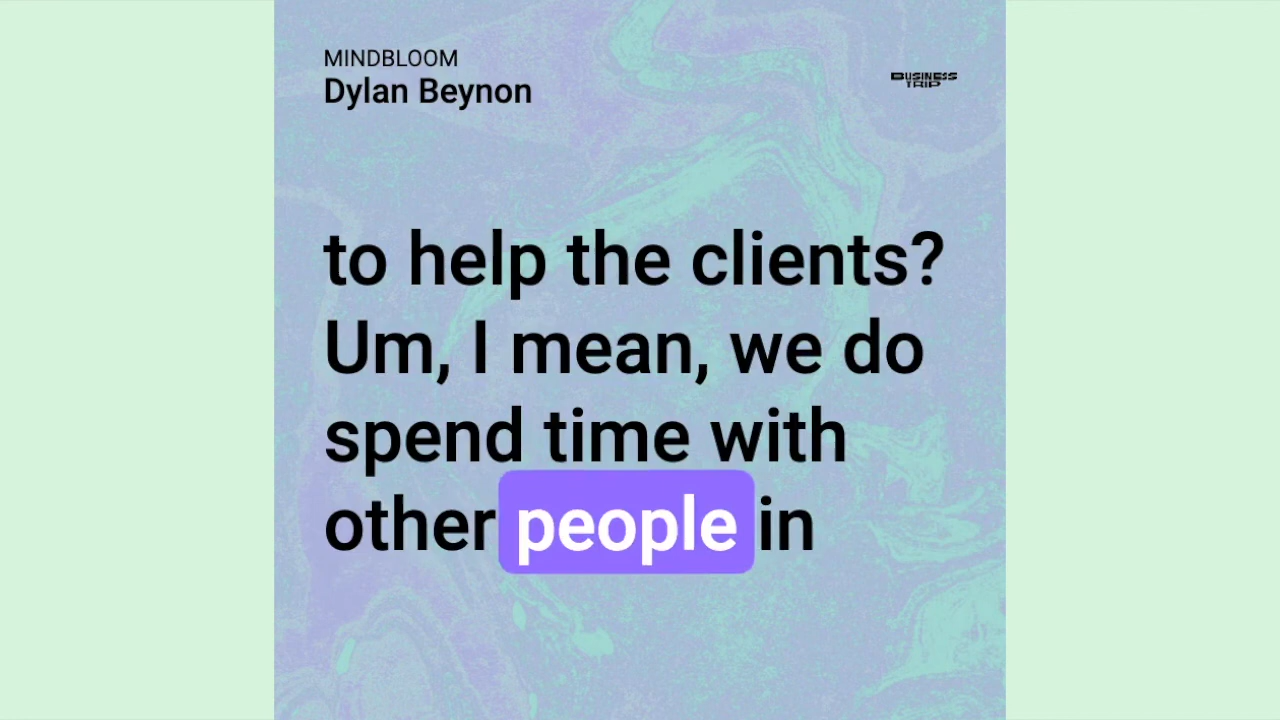 MINDBLOOM
Dylan Beynon
BUSINESS
TRIP
to help the clients?
Um, I mean, we do
spend time with
other people in